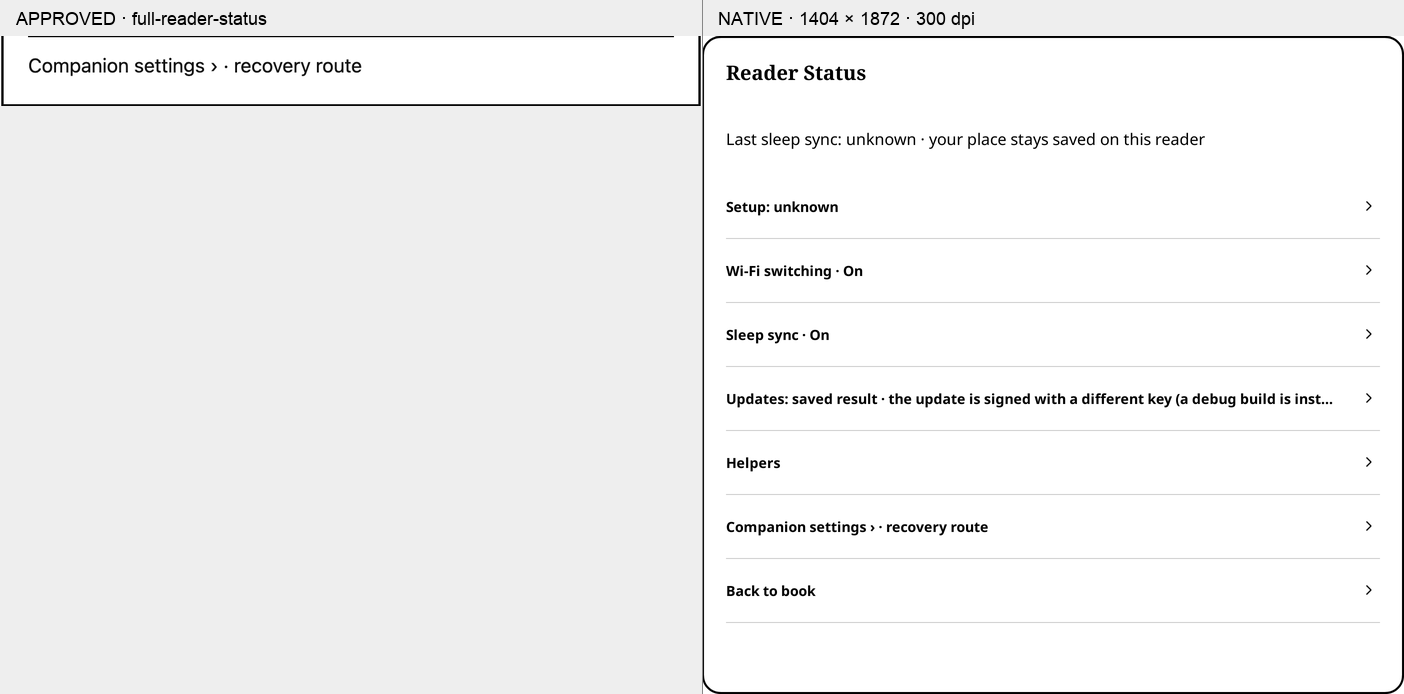 APPROVED · full-reader-status
Companion settings › · recovery route
NATIVE · 1404 × 1872 · 300 dpi
Reader Status
Last sleep sync: unknown · your place stays saved on this reader
Setup: unknown
Wi-Fi switching · On
Sleep sync · On
Updates: saved result · the update is signed with a different key (a debug build is inst...
Helpers
Companion settings › · recovery route
Back to book